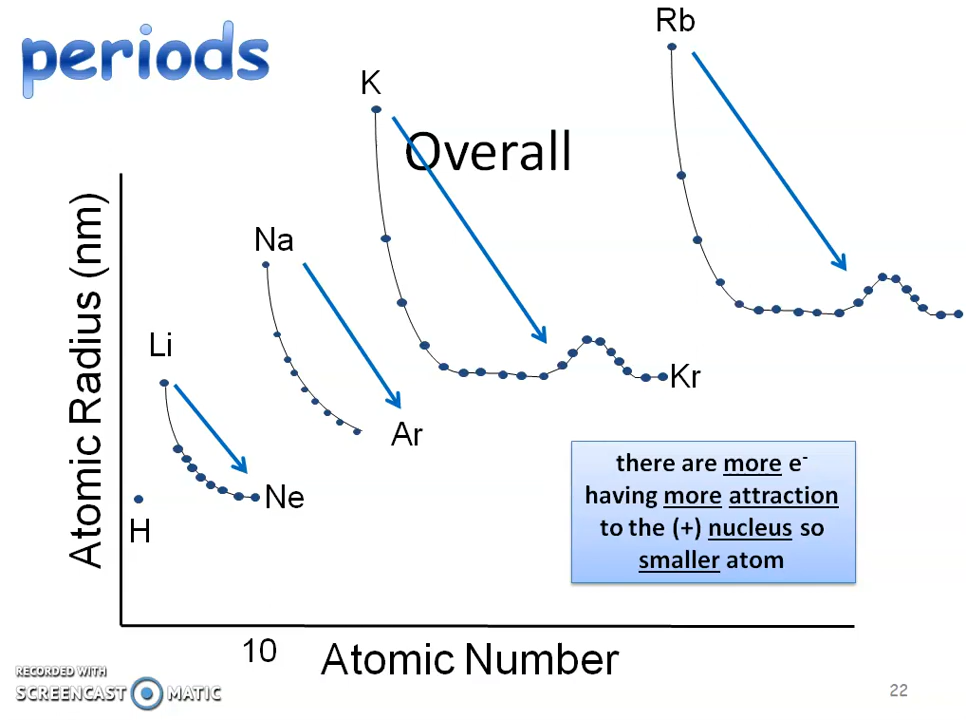 periods
Overall
Rb
K
Na
Li
H
Ne
Ar
Kr
Atomic Radius (nm)
there are more e-
having more attraction
to the (+) nucleus so
smaller atom
10
Atomic Number
RECORDED WITH
SCREENCAST MATIC
22